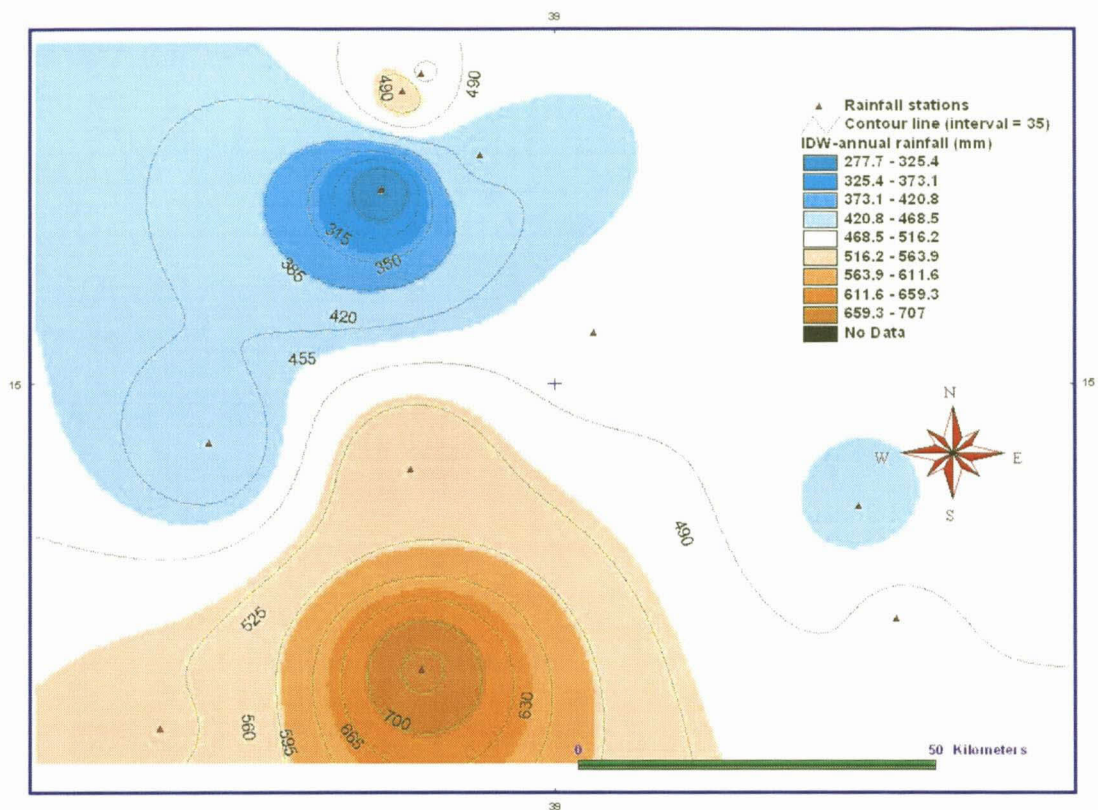 39
490
490
Rainfall stations
Contour line (interval = 35)
IDW-annual rainfall (mm)
277.7 - 325.4
325.4 - 373.1
373.1 - 420.8
420.8 - 468.5
468.5 - 516.2
516.2 - 563.9
563.9 - 611.6
611.6 - 659.3
659.3 - 707
No Data
315
350
385
420
455
15
15
N
W
E
S
490
525
560
595
665
700
630
0
50 Kilometers
39